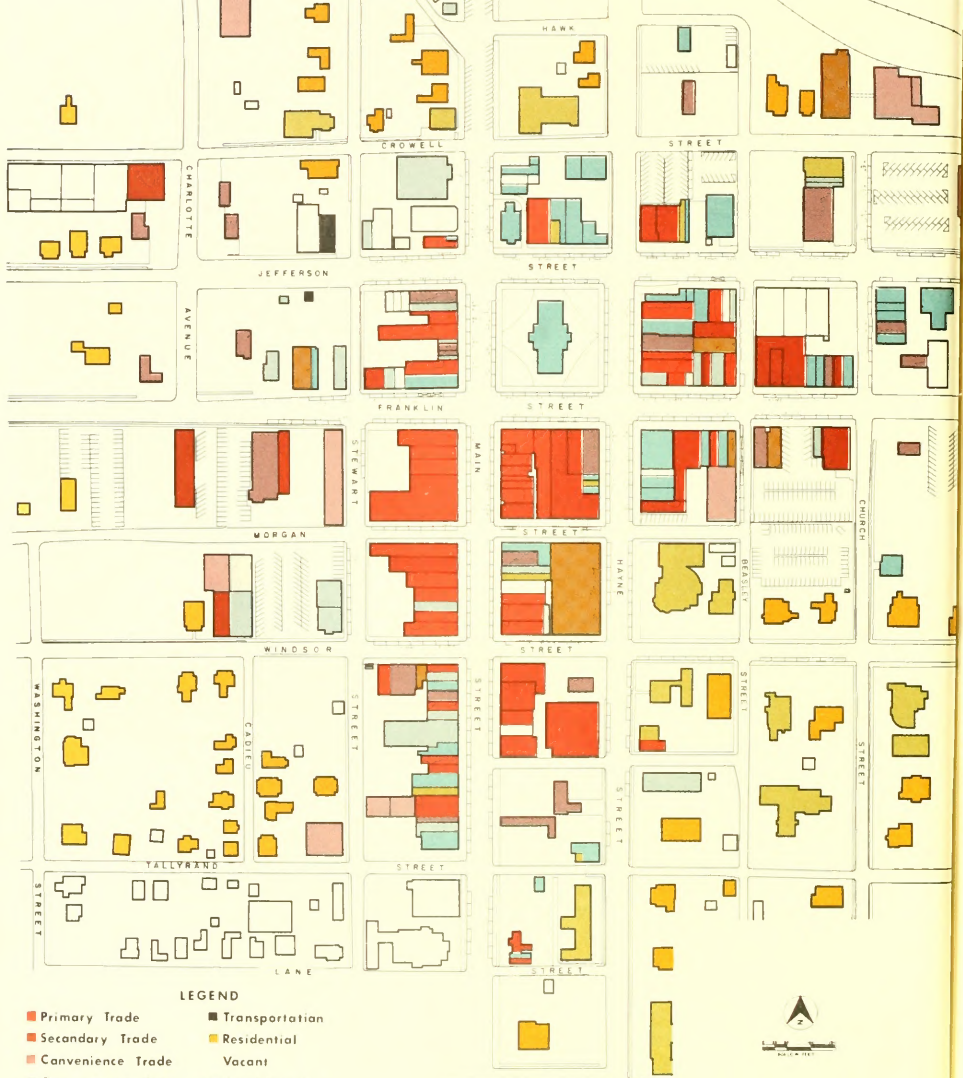 HAWK
CROWELL
STREET
CHARLOTTE
JEFFERSON
STREET
AVENUE
FRANKLIN
STREET
STEWART
MAIN
MORGAN
STREET
HAYNE
BEASLEY
CHURCH
WINDSOR
STREET
WASHINGTON
CADIEU
STREET
STREET
STREET
STREET
STREET
TALLYRAND
STREET
STREET
LANE
STREET
LEGEND
Primary Trade
Transportation
Secondary Trade
Residential
Convenience Trade
Vacant
N